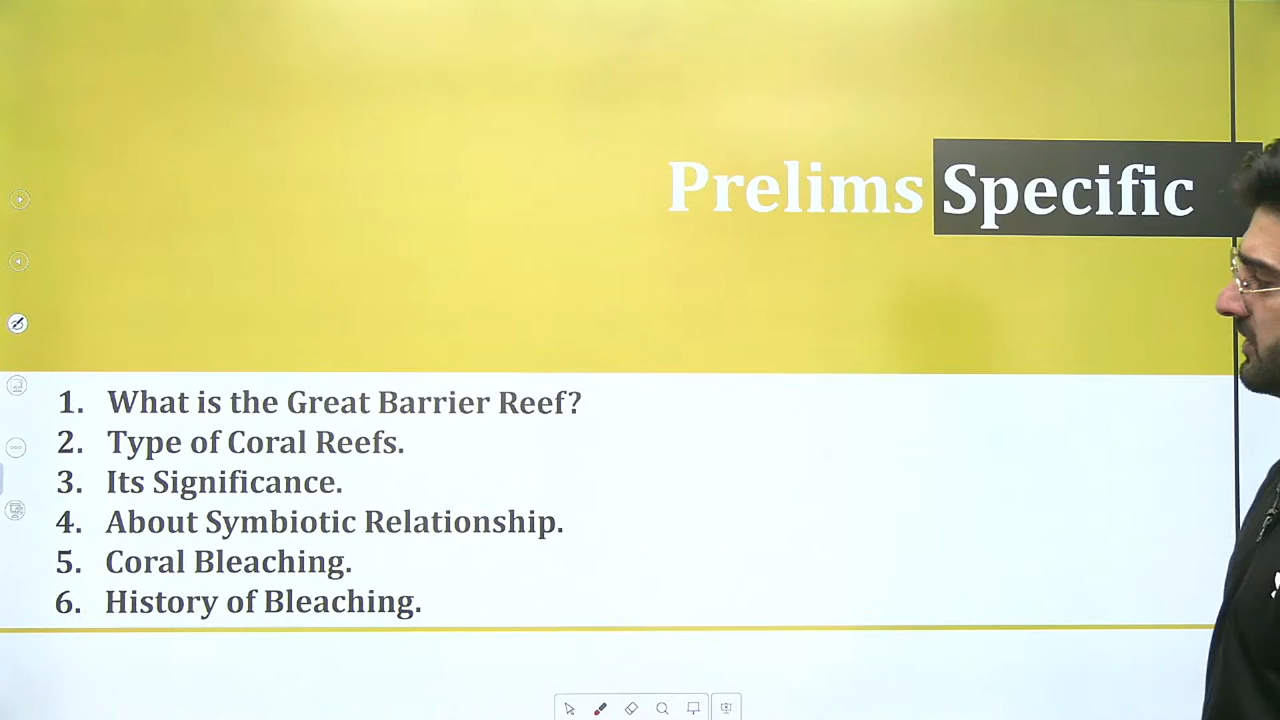 Prelims Specific
1. What is the Great Barrier Reef?
2. Type of Coral Reefs.
3. Its Significance.
4. About Symbiotic Relationship.
5. Coral Bleaching.
6. History of Bleaching.